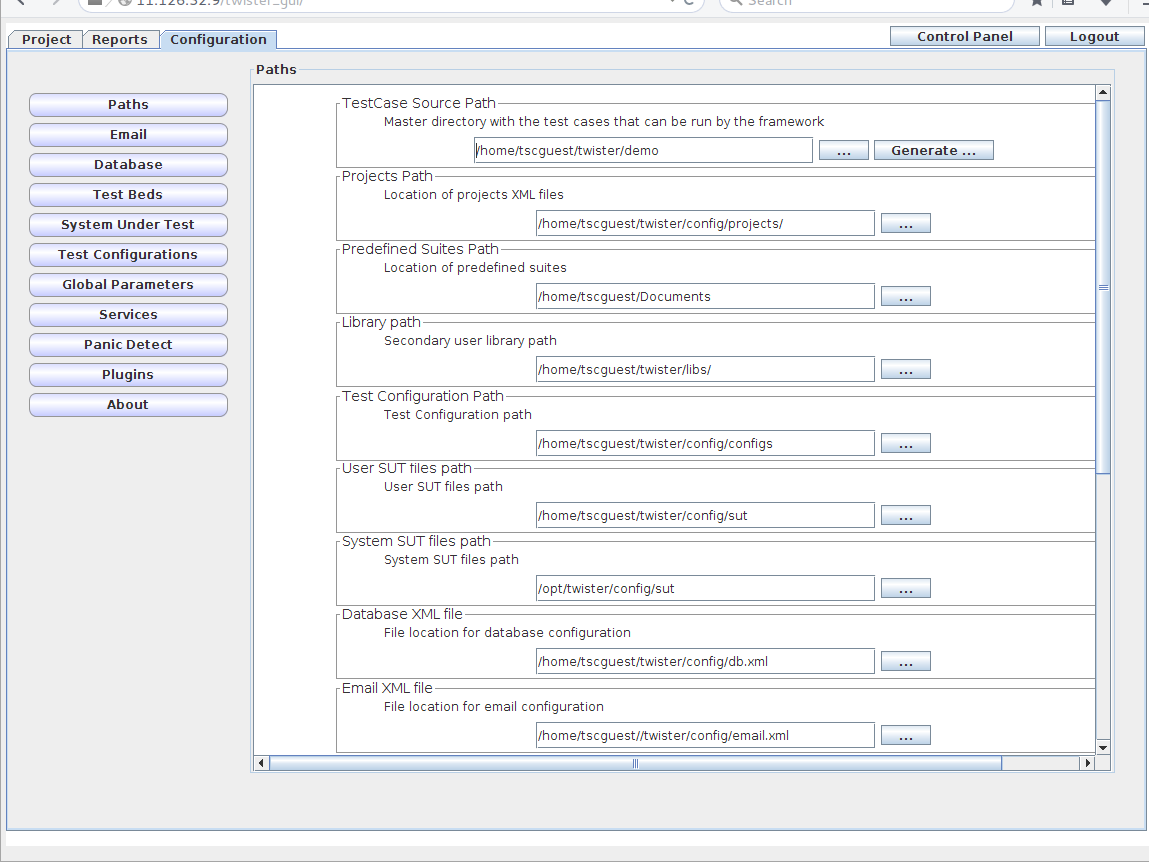 11.126.32.9/twister_gui/
Search
Project Reports Configuration Control Panel Logout
Paths
Email
Database
Test Beds
System Under Test
Test Configurations
Global Parameters
Services
Panic Detect
Plugins
About
Paths
TestCase Source Path
Master directory with the test cases that can be run by the framework
/home/tscguest/twister/demo ... Generate ...
Projects Path
Location of projects XML files
/home/tscguest/twister/config/projects/ ...
Predefined Suites Path
Location of predefined suites
/home/tscguest/Documents ...
Library path
Secondary user library path
/home/tscguest/twister/libs/ ...
Test Configuration Path
Test Configuration path
/home/tscguest/twister/config/configs ...
User SUT files path
User SUT files path
/home/tscguest/twister/config/sut ...
System SUT files path
System SUT files path
/opt/twister/config/sut ...
Database XML file
File location for database configuration
/home/tscguest/twister/config/db.xml ...
Email XML file
File location for email configuration
/home/tscguest//twister/config/email.xml ...